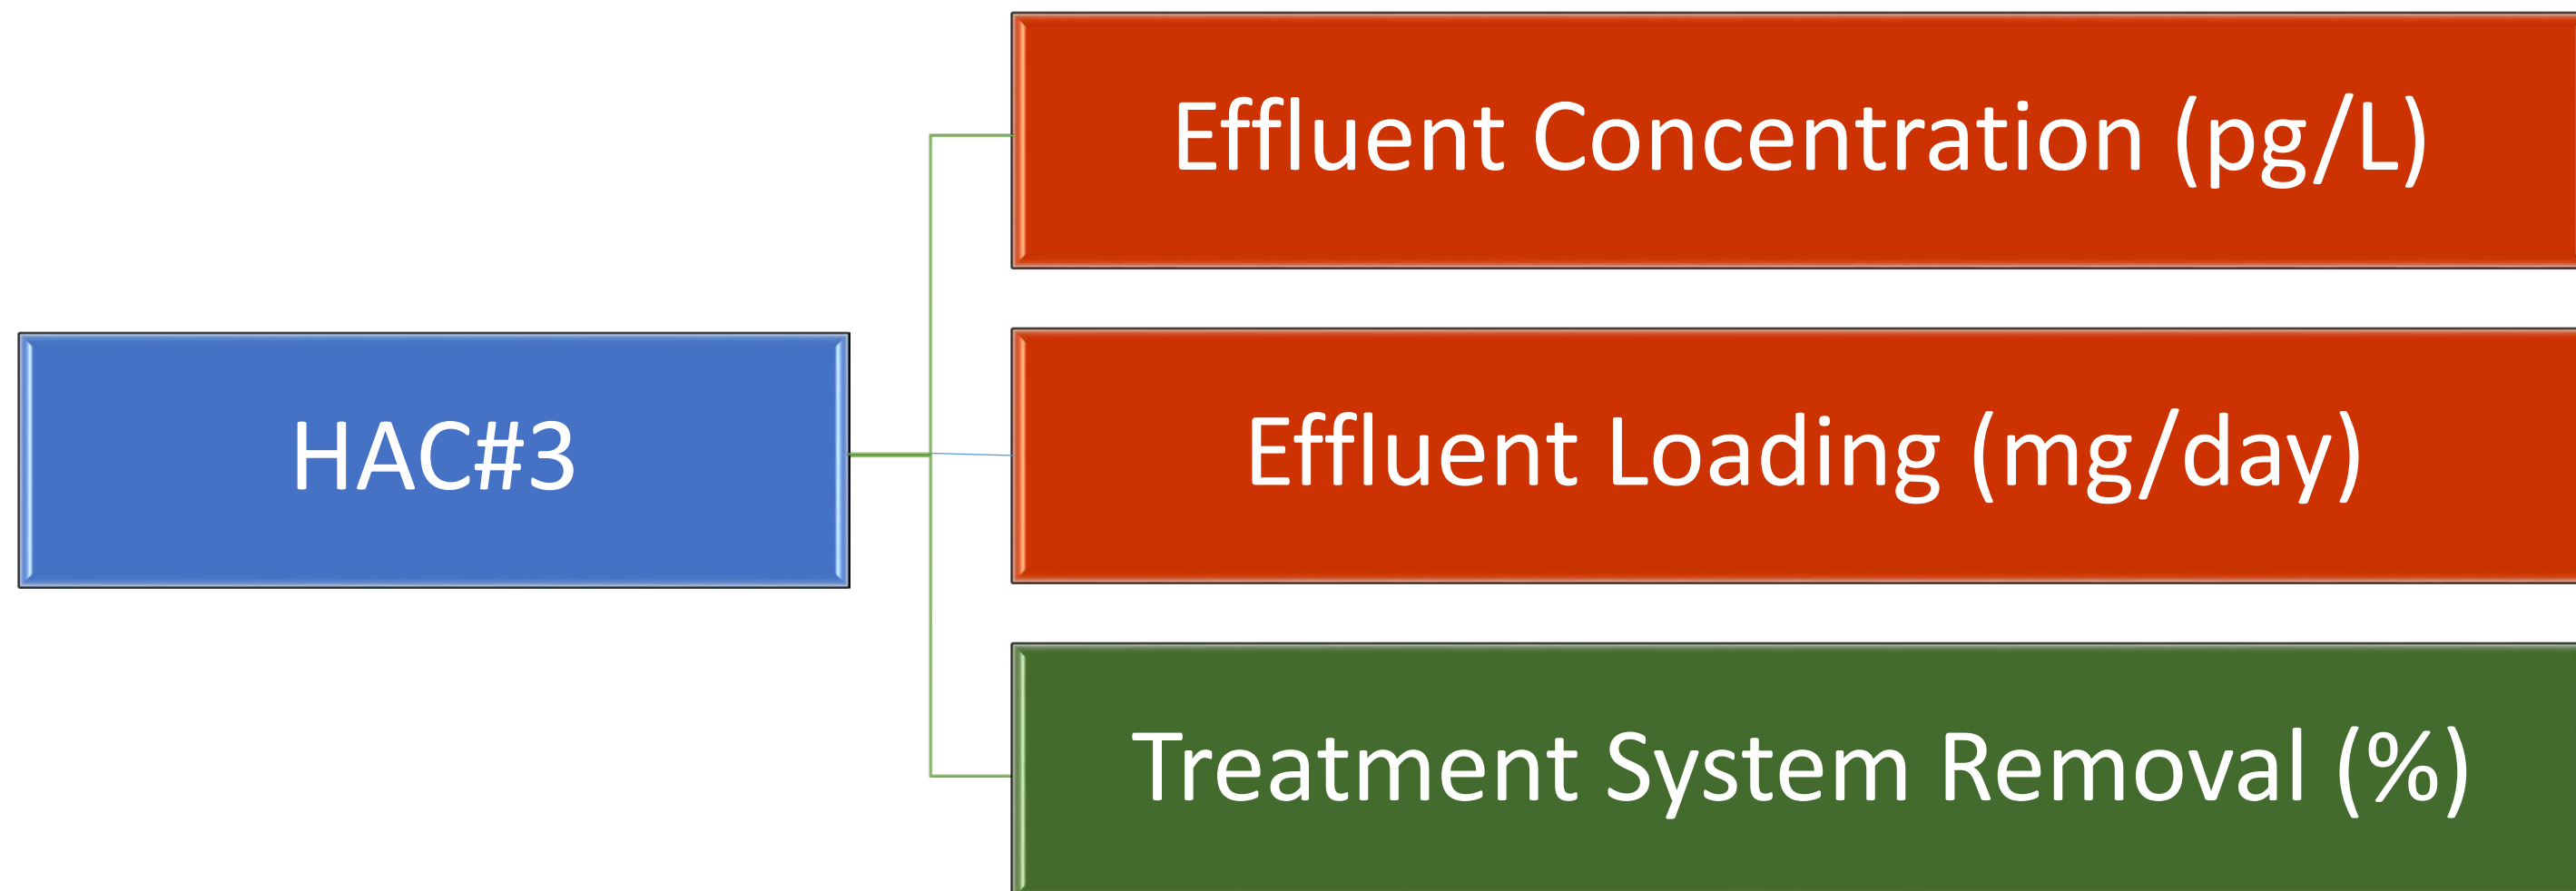 Effluent Concentration (pg/L)
HAC#3
Effluent Loading (mg/day)
Treatment System Removal (%)